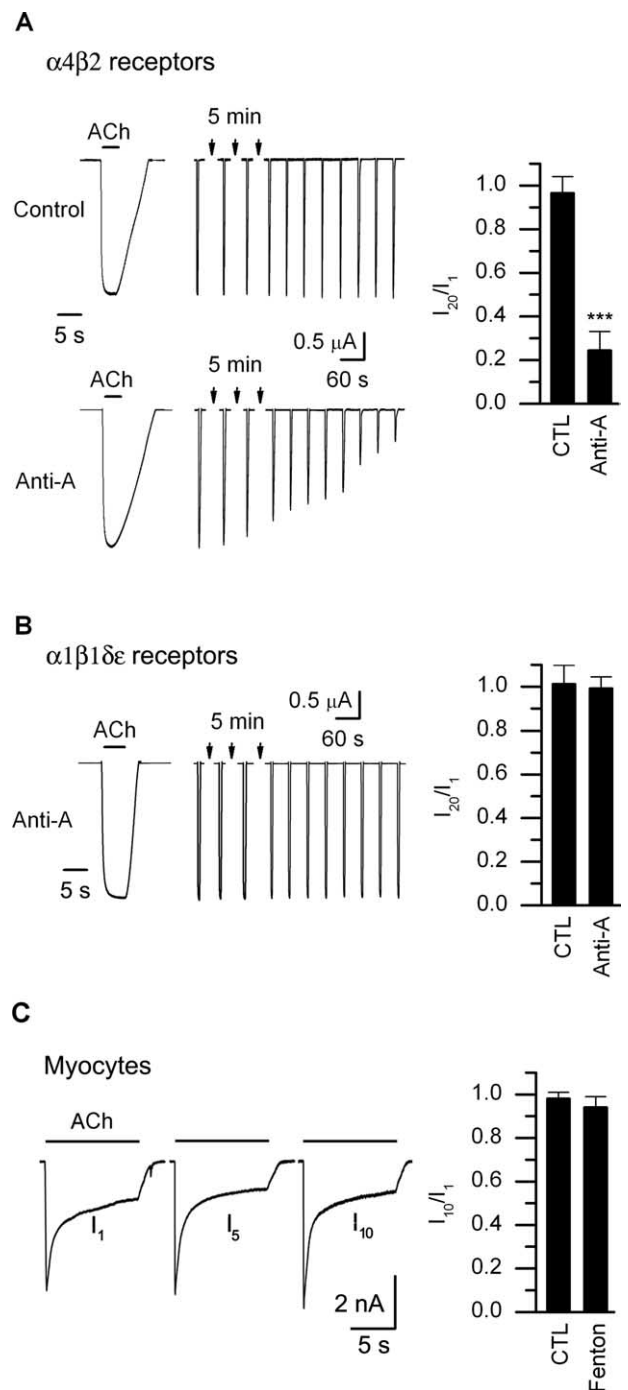 A
α4β2 receptors
ACh
5 min
Control
5 s
0.5 μA
60 s
ACh
5 min
Anti-A
I₂₀/I₁
1.0
0.8
0.6
0.4
0.2
0.0
***
CTL
Anti-A
B
α1β1δε receptors
ACh
5 min
0.5 μA
60 s
Anti-A
5 s
I₂₀/I₁
1.0
0.8
0.6
0.4
0.2
0.0
CTL
Anti-A
C
Myocytes
ACh
I₁
I₅
I₁₀
2 nA
5 s
I₁₀/I₁
1.0
0.8
0.6
0.4
0.2
0.0
CTL
Fenton